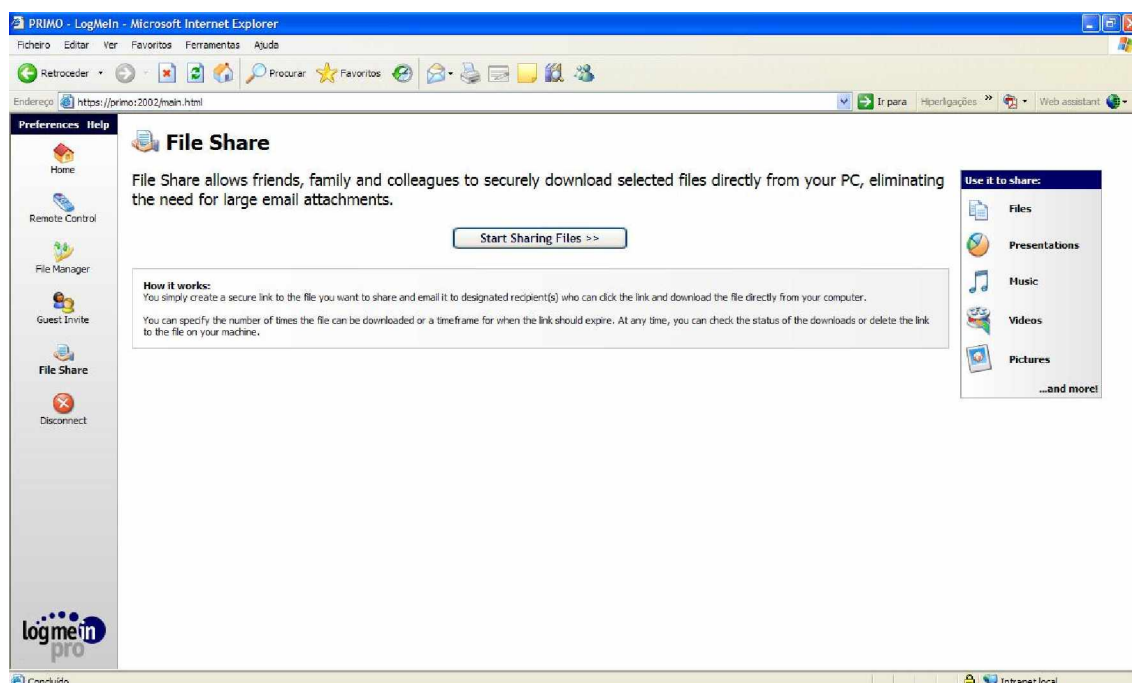 PRIMO - LogMeIn - Microsoft Internet Explorer
Ficheiro Editar Ver Favoritos Ferramentas Ajuda
Retroceder Procurar Favoritos
Endereço https://primo:2002/main.html Ir para Hiperligações » Web assistant
Preferences Help
Home
Remote Control
File Manager
Guest Invite
File Share
Disconnect
logmein
pro
File Share
File Share allows friends, family and colleagues to securely download selected files directly from your PC, eliminating
the need for large email attachments.
Start Sharing Files >>
How it works:
You simply create a secure link to the file you want to share and email it to designated recipient(s) who can click the link and download the file directly from your computer.
You can specify the number of times the file can be downloaded or a timeframe for when the link should expire. At any time, you can check the status of the downloads or delete the link
to the file on your machine.
Use it to share:
Files
Presentations
Music
Videos
Pictures
...and more!
Concluído Intranet local